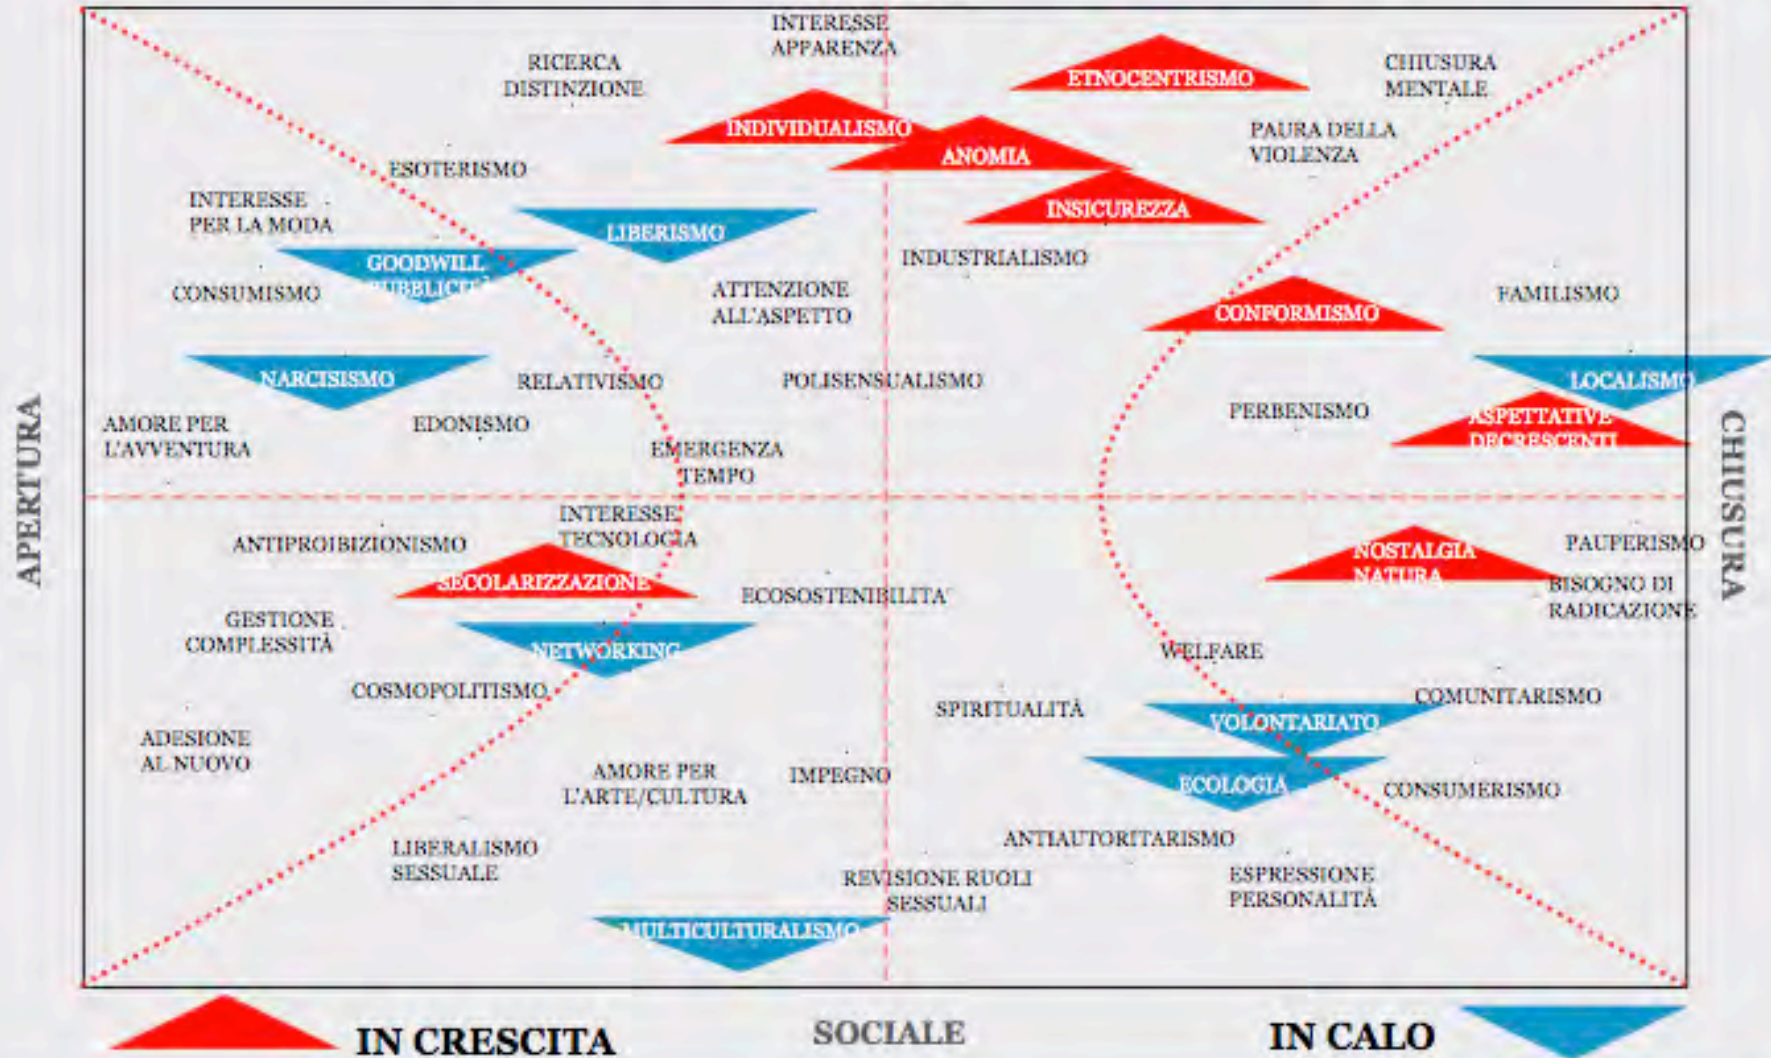 INTERESSE
APPARENZA
RICERCA
DISTINZIONE
ETNOCENTRISMO
CHIUSURA
MENTALE
INDIVIDUALISMO
ANOMIA
PAURA DELLA
VIOLENZA
ESOTERISMO
INTERESSE
PER LA MODA
LIBERISMO
INSICUREZZA
GOODWILL
PUBBLICITÀ
INDUSTRIALISMO
CONSUMISMO
ATTENZIONE
ALL'ASPETTO
CONFORMISMO
FAMILISMO
NARCISISMO
RELATIVISMO
POLISENSUALISMO
LOCALISMO
AMORE PER
L'AVVENTURA
EDONISMO
PERBENISMO
ASPETTATIVE
DECRESCENTI
EMERGENZA
TEMPO
APERTURA
CHIUSURA
INTERESSE
TECNOLOGIA
ANTIPROIBIZIONISMO
NOSTALGIA
NATURA
PAUPERISMO
SECOLARIZZAZIONE
ECOSOSTENIBILITA'
BISOGNO DI
RADICAZIONE
GESTIONE
COMPLESSITÀ
NETWORKING
WELFARE
COSMOPOLITISMO
SPIRITUALITÀ
VOLONTARIATO
COMUNITARISMO
ADESIONE
AL NUOVO
AMORE PER
L'ARTE/CULTURA
IMPEGNO
ECOLOGIA
CONSUMERISMO
ANTIAUTORITARISMO
LIBERALISMO
SESSUALE
REVISIONE RUOLI
SESSUALI
ESPRESSIONE
PERSONALITÀ
MULTICULTURALISMO
IN CRESCITA
SOCIALE
IN CALO